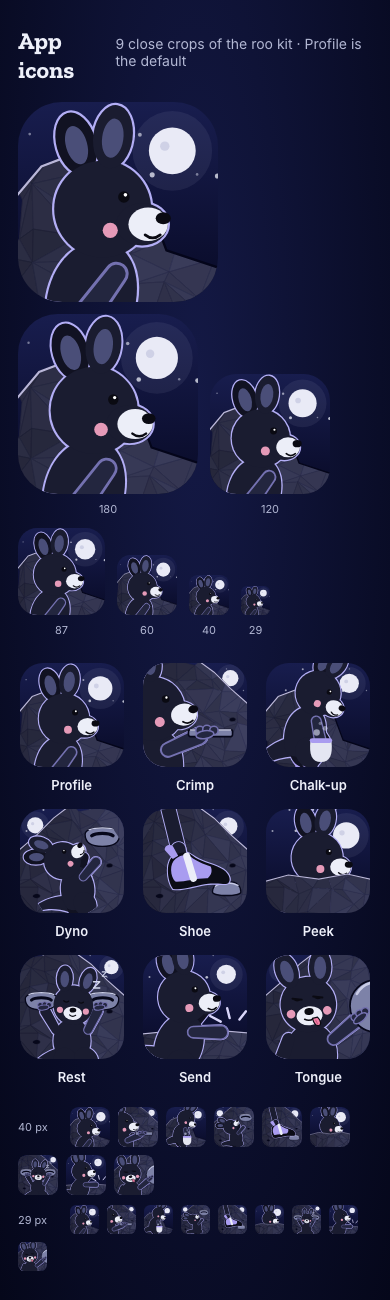 App
icons
9 close crops of the roo kit · Profile is
the default
180
120
87
60
40
29
Profile
Crimp
Chalk-up
Dyno
Shoe
Peek
z
z
Rest
Send
Tongue
40 px
29 px